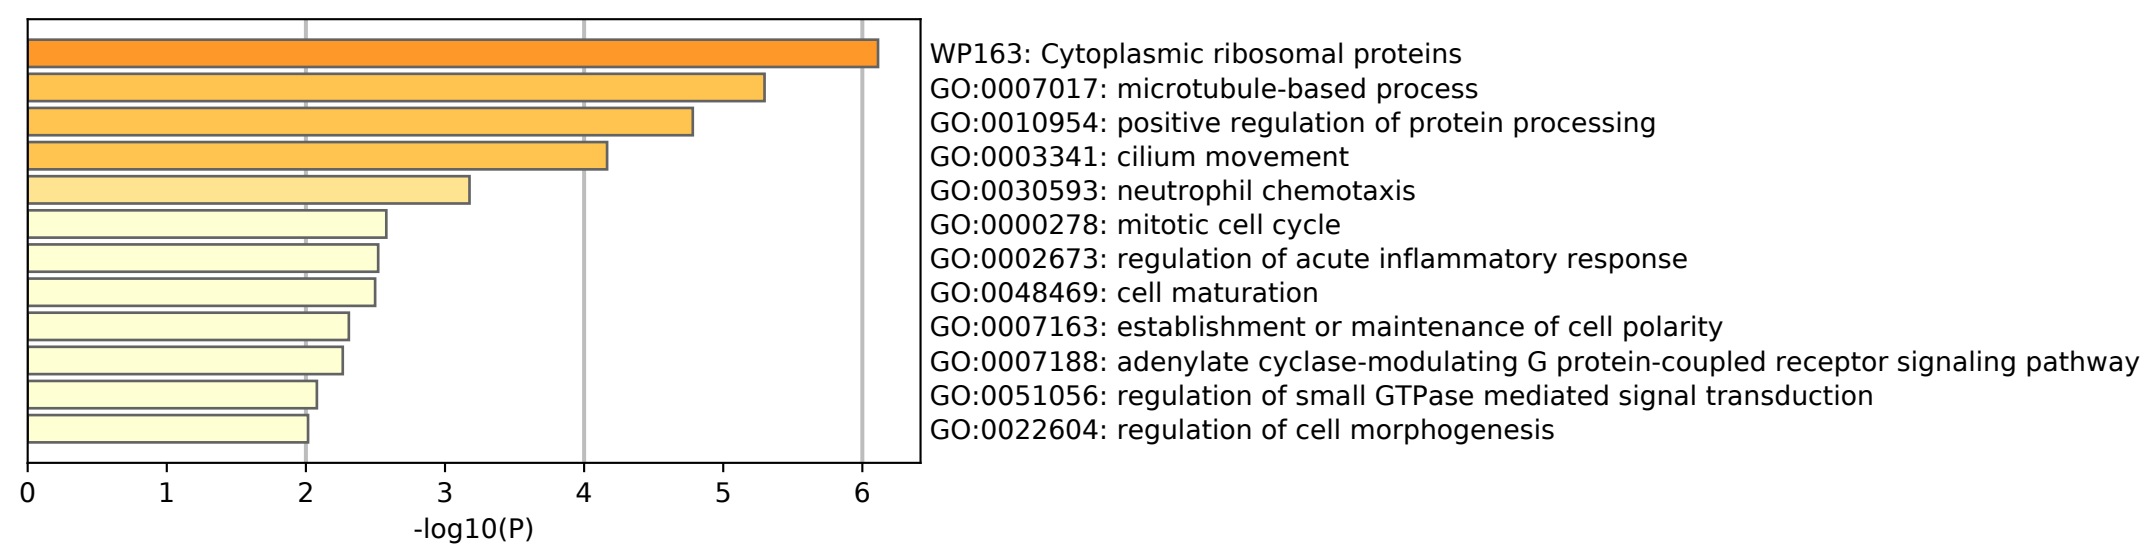 WP163: Cytoplasmic ribosomal proteins
GO:0007017: microtubule-based process
GO:0010954: positive regulation of protein processing
GO:0003341: cilium movement
GO:0030593: neutrophil chemotaxis
GO:0000278: mitotic cell cycle
GO:0002673: regulation of acute inflammatory response
GO:0048469: cell maturation
GO:0007163: establishment or maintenance of cell polarity
GO:0007188: adenylate cyclase-modulating G protein-coupled receptor signaling pathway
GO:0051056: regulation of small GTPase mediated signal transduction
GO:0022604: regulation of cell morphogenesis
0 1 2 3 4 5 6
-log10(P)